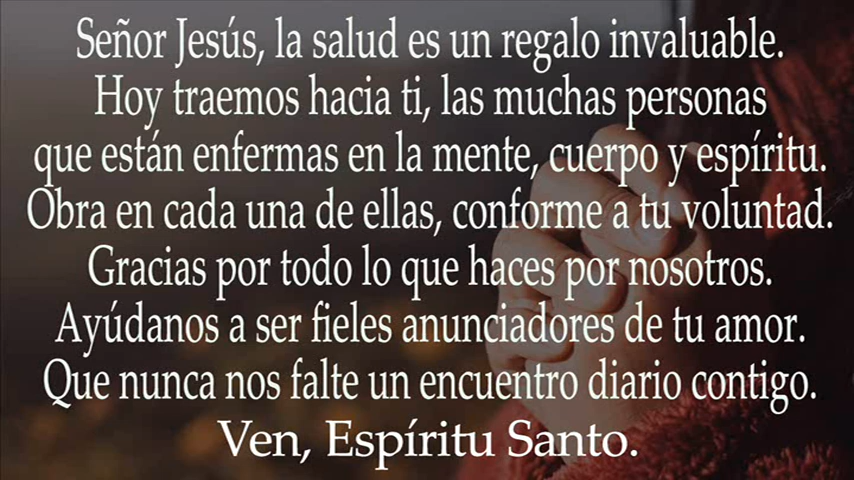 Señor Jesús, la salud es un regalo invaluable.
Hoy traemos hacia ti, las muchas personas
que están enfermas en la mente, cuerpo y espíritu.
Obra en cada una de ellas, conforme a tu voluntad.
Gracias por todo lo que haces por nosotros.
Ayúdanos a ser fieles anunciadores de tu amor.
Que nunca nos falte un encuentro diario contigo.
Ven, Espíritu Santo.